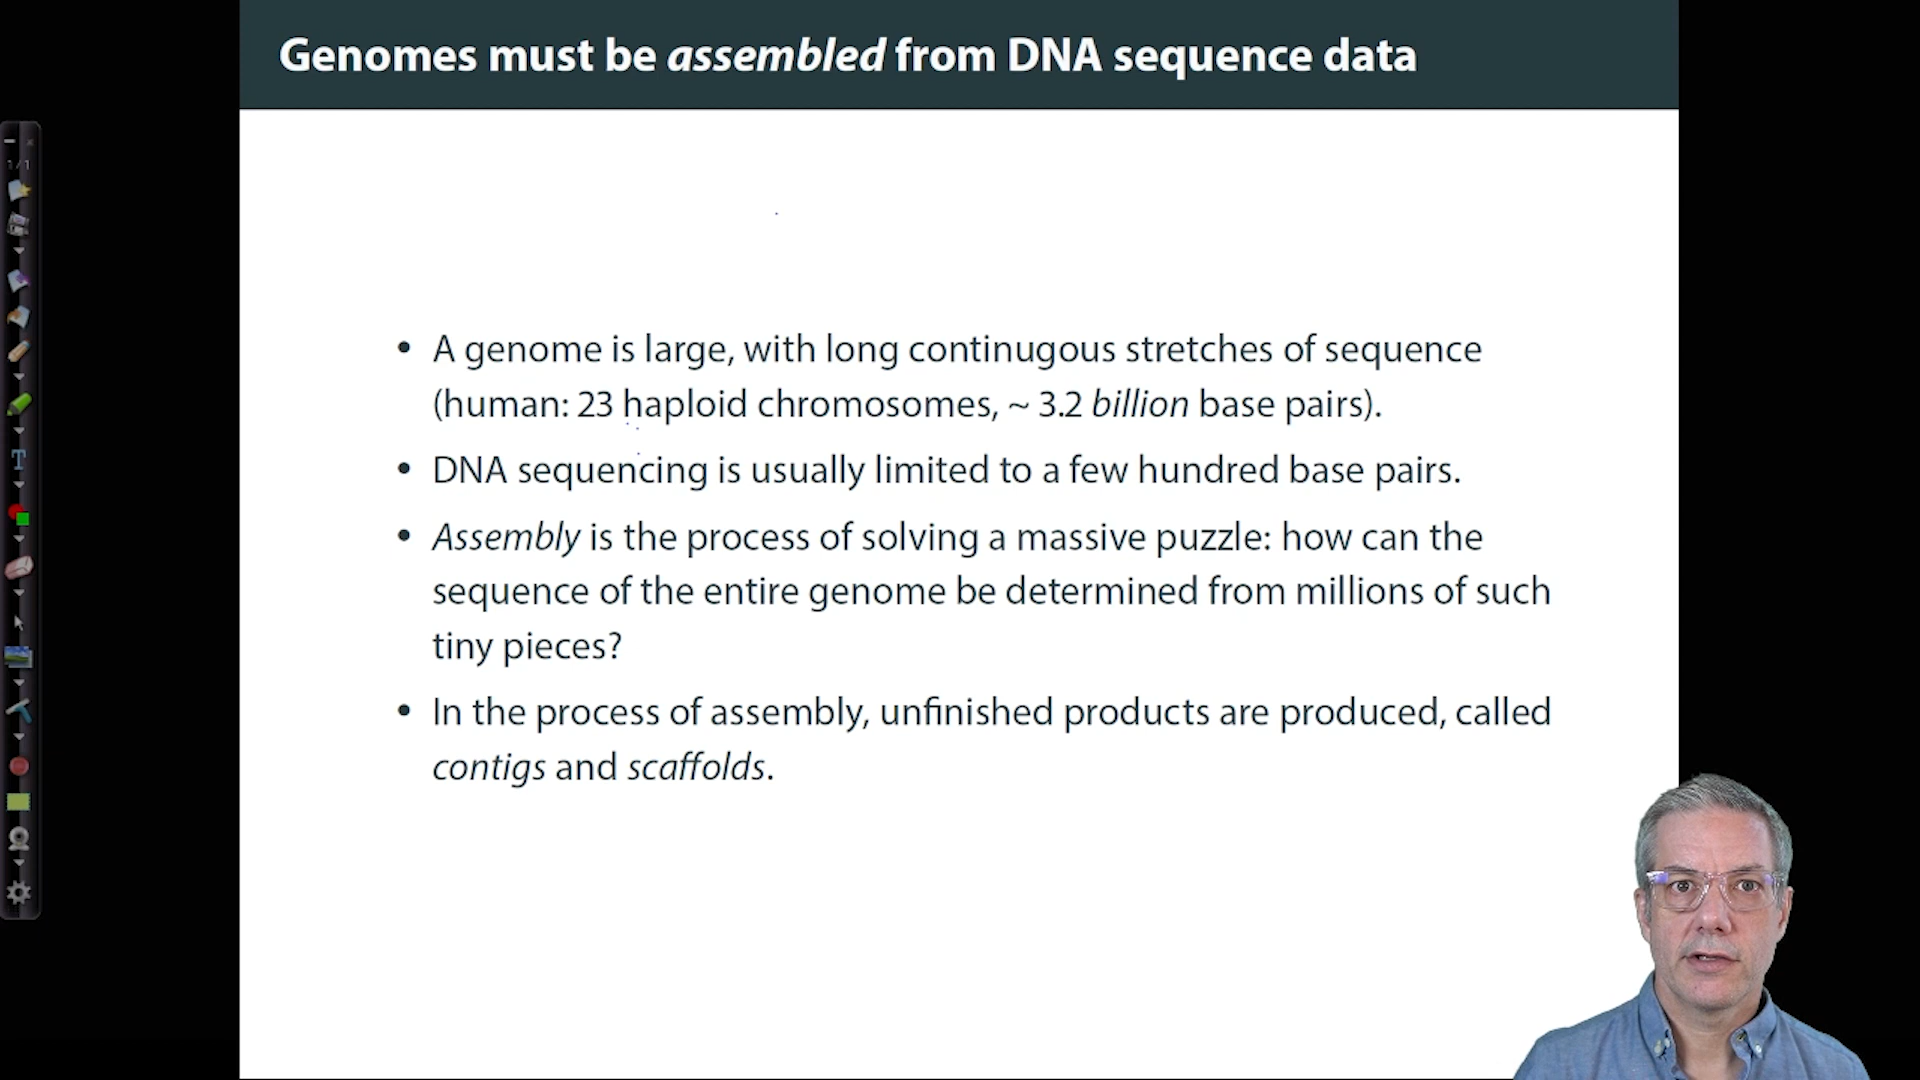 Genomes must be assembled from DNA sequence data
1/1
• A genome is large, with long continugous stretches of sequence
(human: 23 haploid chromosomes, ~ 3.2 billion base pairs).
• DNA sequencing is usually limited to a few hundred base pairs.
• Assembly is the process of solving a massive puzzle: how can the
sequence of the entire genome be determined from millions of such
tiny pieces?
• In the process of assembly, unfinished products are produced, called
contigs and scaffolds.